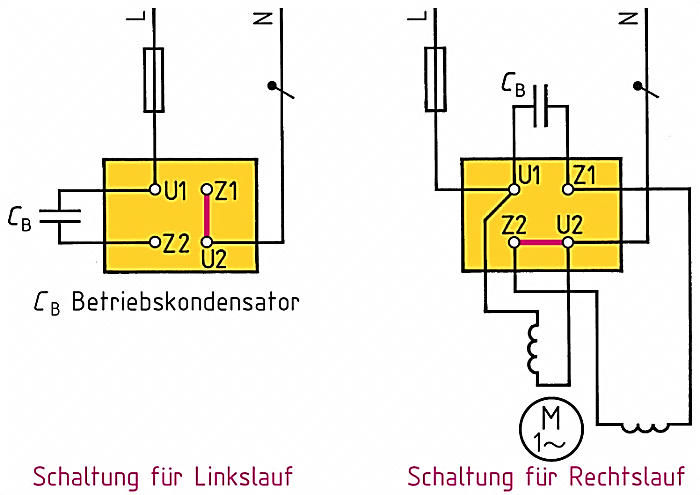 L
N
C_B
U1
Z1
Z2
U2
C_B Betriebskondensator
Schaltung für Linkslauf
L
N
C_B
U1
Z1
Z2
U2
M
1~
Schaltung für Rechtslauf